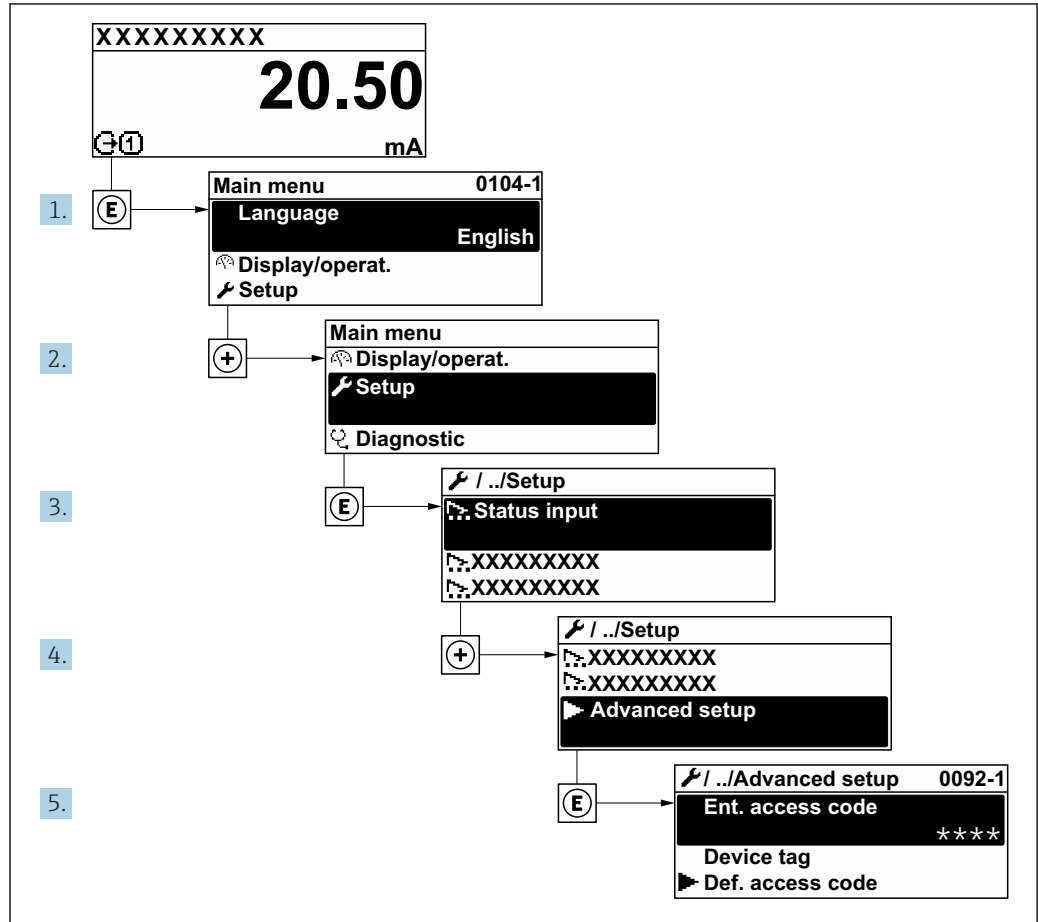 XXXXXXXXX
20.50
1 mA
1. E
Main menu 0104-1
Language
English
Display/operat.
Setup
2. +
Main menu
Display/operat.
Setup
Diagnostic
3. E
/ ../Setup
Status input
XXXXXXXXX
XXXXXXXXX
4. +
/ ../Setup
XXXXXXXXX
XXXXXXXXX
Advanced setup
5. E
/ ../Advanced setup 0092-1
Ent. access code
****
Device tag
Def. access code